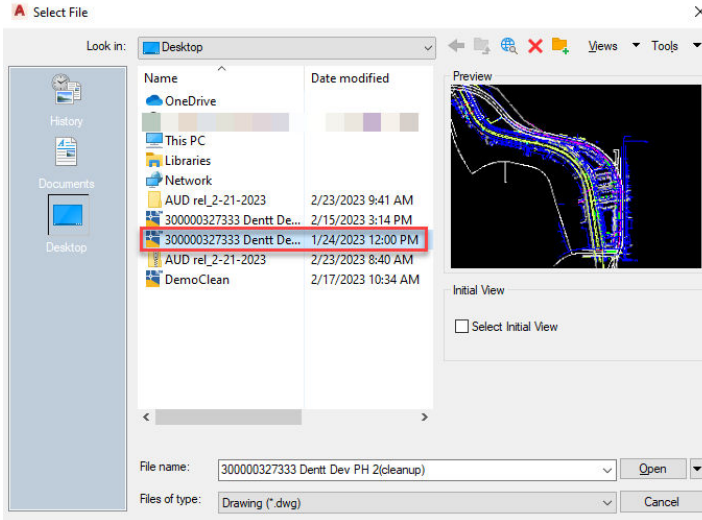 Select File
Look in: Desktop Views Tools
History
Documents
Desktop
Name Date modified
OneDrive
This PC
Libraries
Network
AUD rel_2-21-2023 2/23/2023 9:41 AM
300000327333 Dentt De... 2/15/2023 3:14 PM
300000327333 Dentt De... 1/24/2023 12:00 PM
AUD rel_2-21-2023 2/23/2023 8:40 AM
DemoClean 2/17/2023 10:34 AM
Preview
Initial View
Select Initial View
File name: 300000327333 Dentt Dev PH 2(cleanup) Open
Files of type: Drawing (*.dwg) Cancel